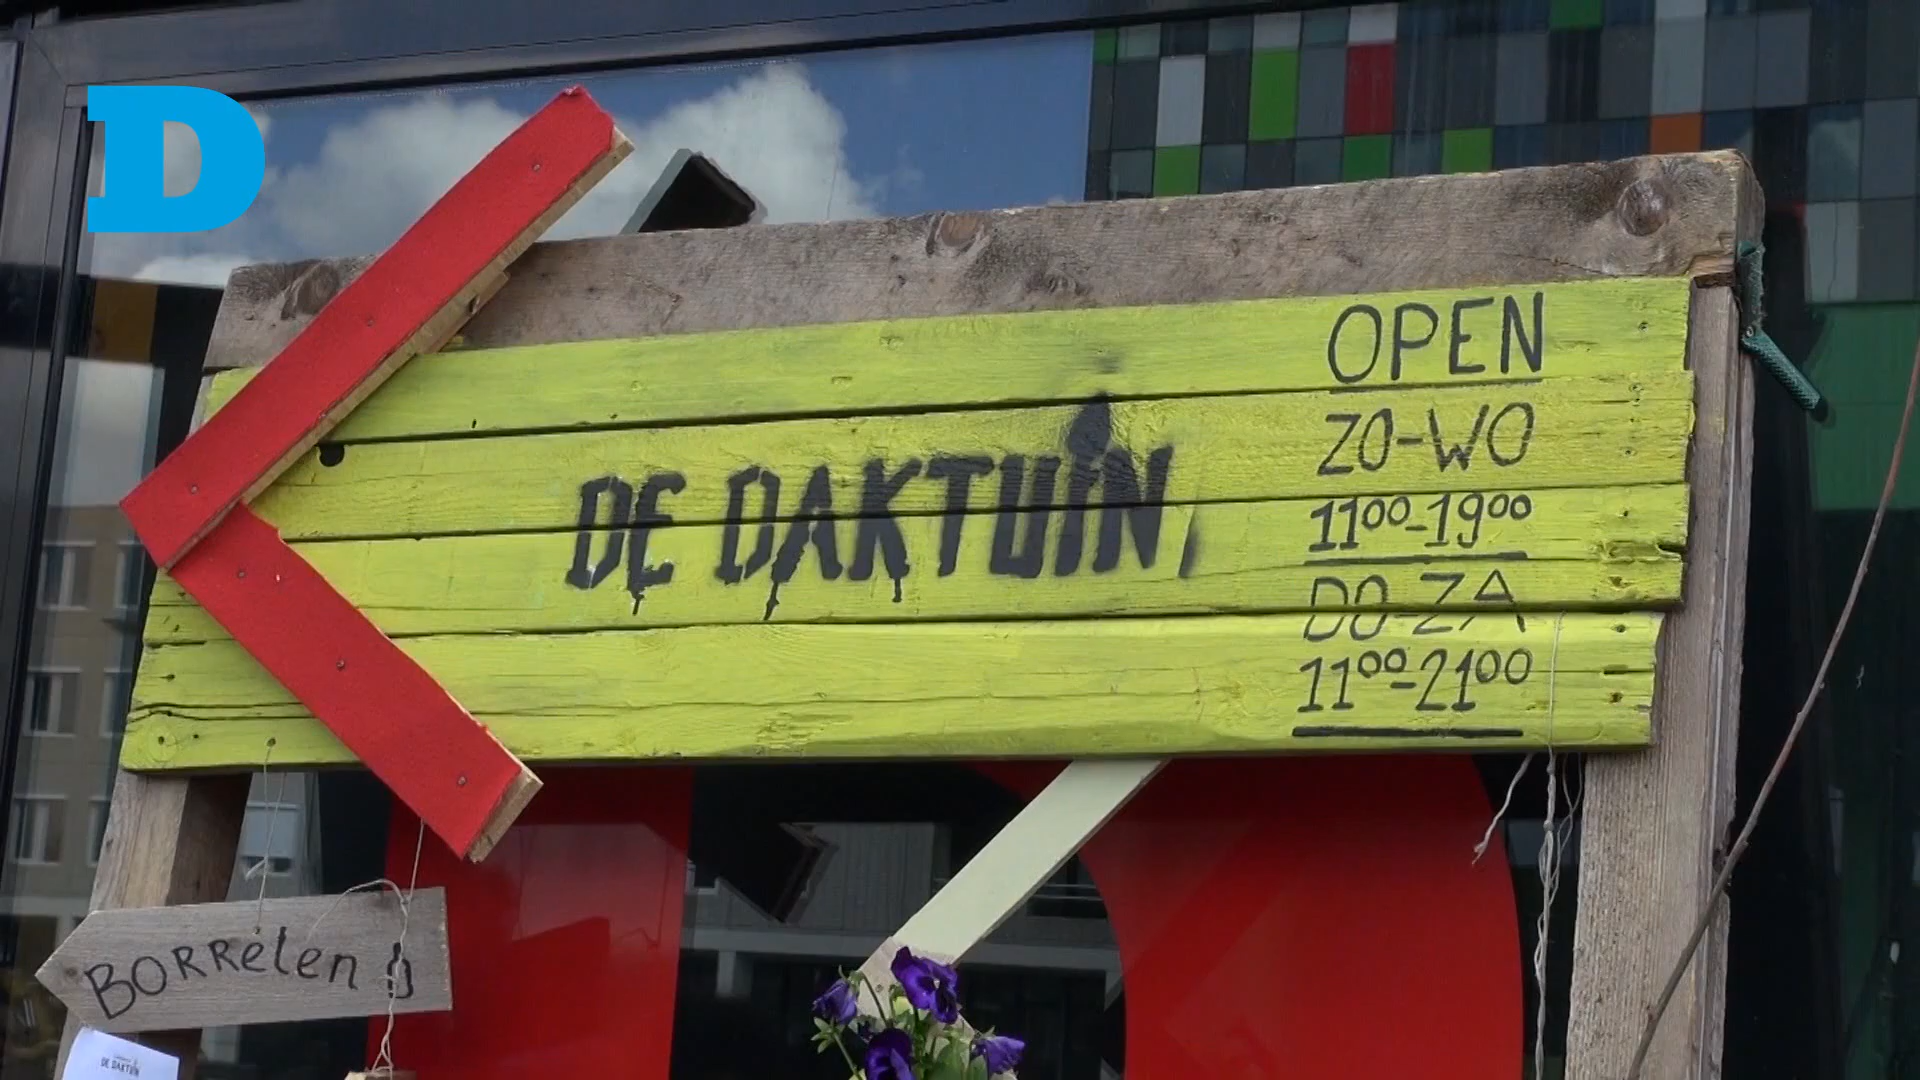 D
DE DAKTUIN
OPEN
ZO-WO
1100-1900
DO-ZA
1100-2100
BORRelen
DE DAKTUIN